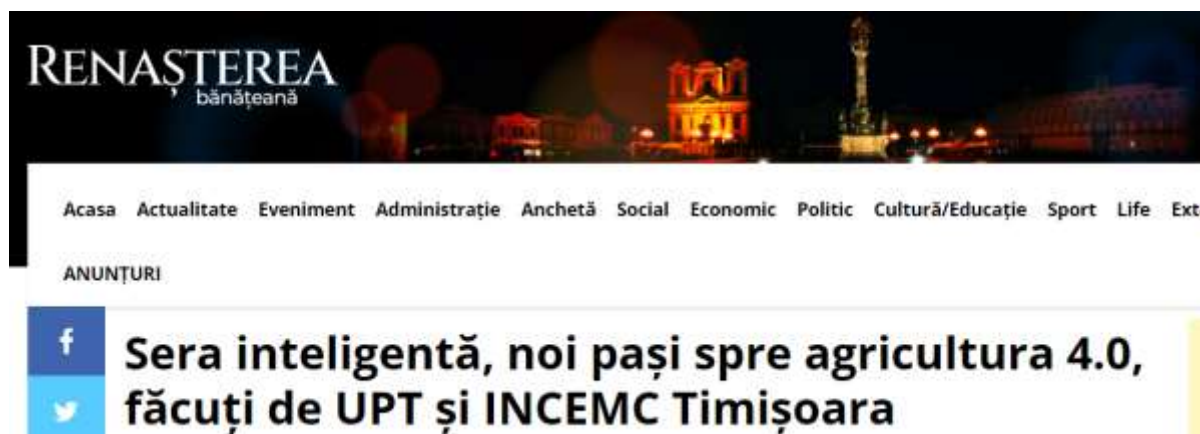 RENAȘTEREA
bănățeană
Acasa Actualitate Eveniment Administrație Anchetă Social Economic Politic Cultură/Educație Sport Life Ext
ANUNȚURI
f
Sera inteligentă, noi pași spre agricultura 4.0,
făcuți de UPT și INCEMC Timișoara